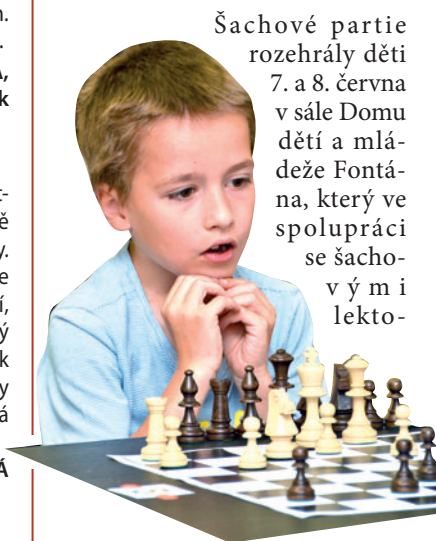 m.
.
A,
k
t-
ě
y.
e
í,
ý
k
y
á
Á
Šachové partie
rozehrály děti
7. a 8. června
v sále Domu
dětí a mlá-
deže Fontá-
na, který ve
spolupráci
se šacho-
vými
lekto-